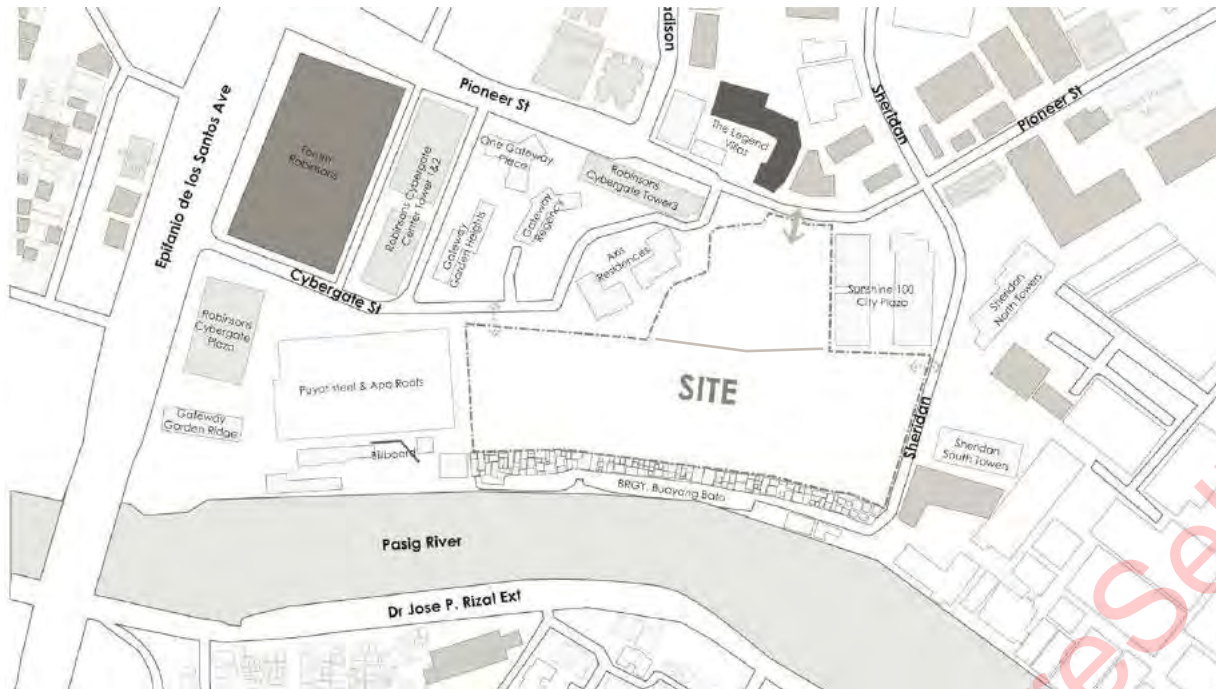 adison
Pioneer St
Sheridan
Pioneer St
Epifanio de los Santos Ave
Robinsons
The Legend
Villas
One Gateway
Place
Robinsons
Cybergate Tower3
Robinsons Cybergate
Center Tower 1&2
Gateway
Garden Heights
Gateway
Regency
Axis
Residences
Cybergate St
Sunshine 100
City Plaza
Sheridan
North Towers
Robinsons
Cybergate
Plaza
Puyat steel & Apo Roofs
SITE
Gateway
Garden Ridge
Billboard
Sheridan
Sheridan
South Towers
BRGY. Buayang Bato
Pasig River
Dr Jose P. Rizal Ext